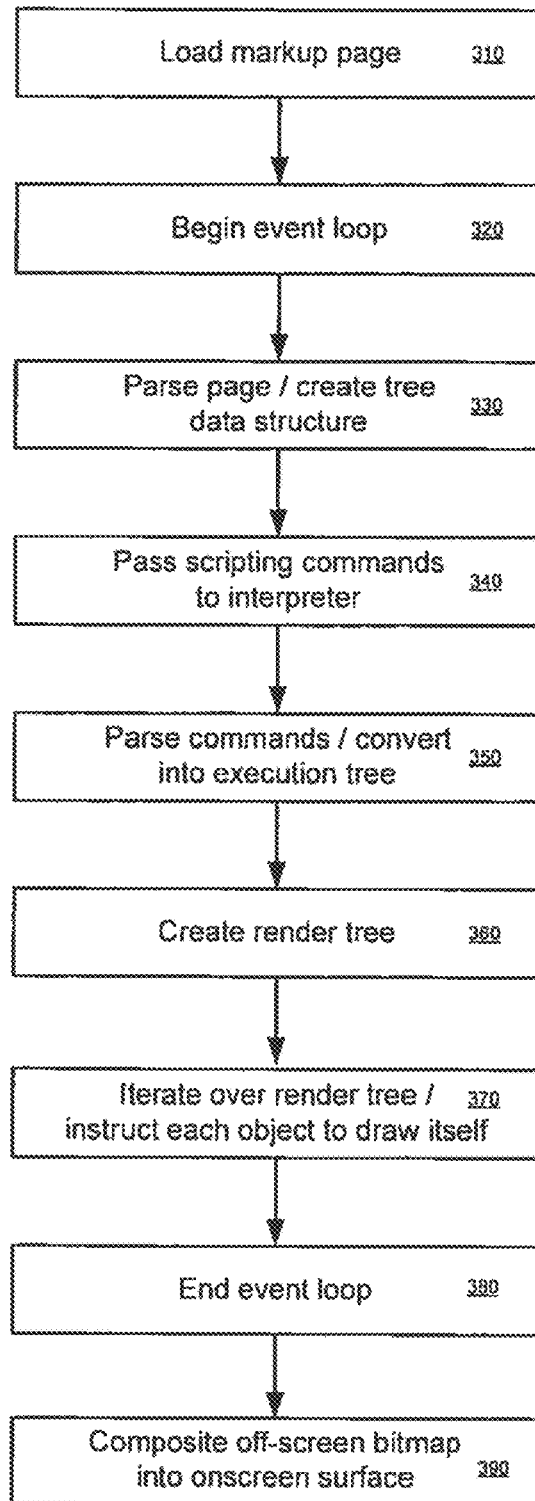 Load markup page 310
Begin event loop 320
Parse page / create tree 330
data structure
Pass scripting commands 340
to interpreter
Parse commands / convert 350
into execution tree
Create render tree 360
Iterate over render tree / 370
instruct each object to draw itself
End event loop 380
Composite off-screen bitmap 390
into onscreen surface